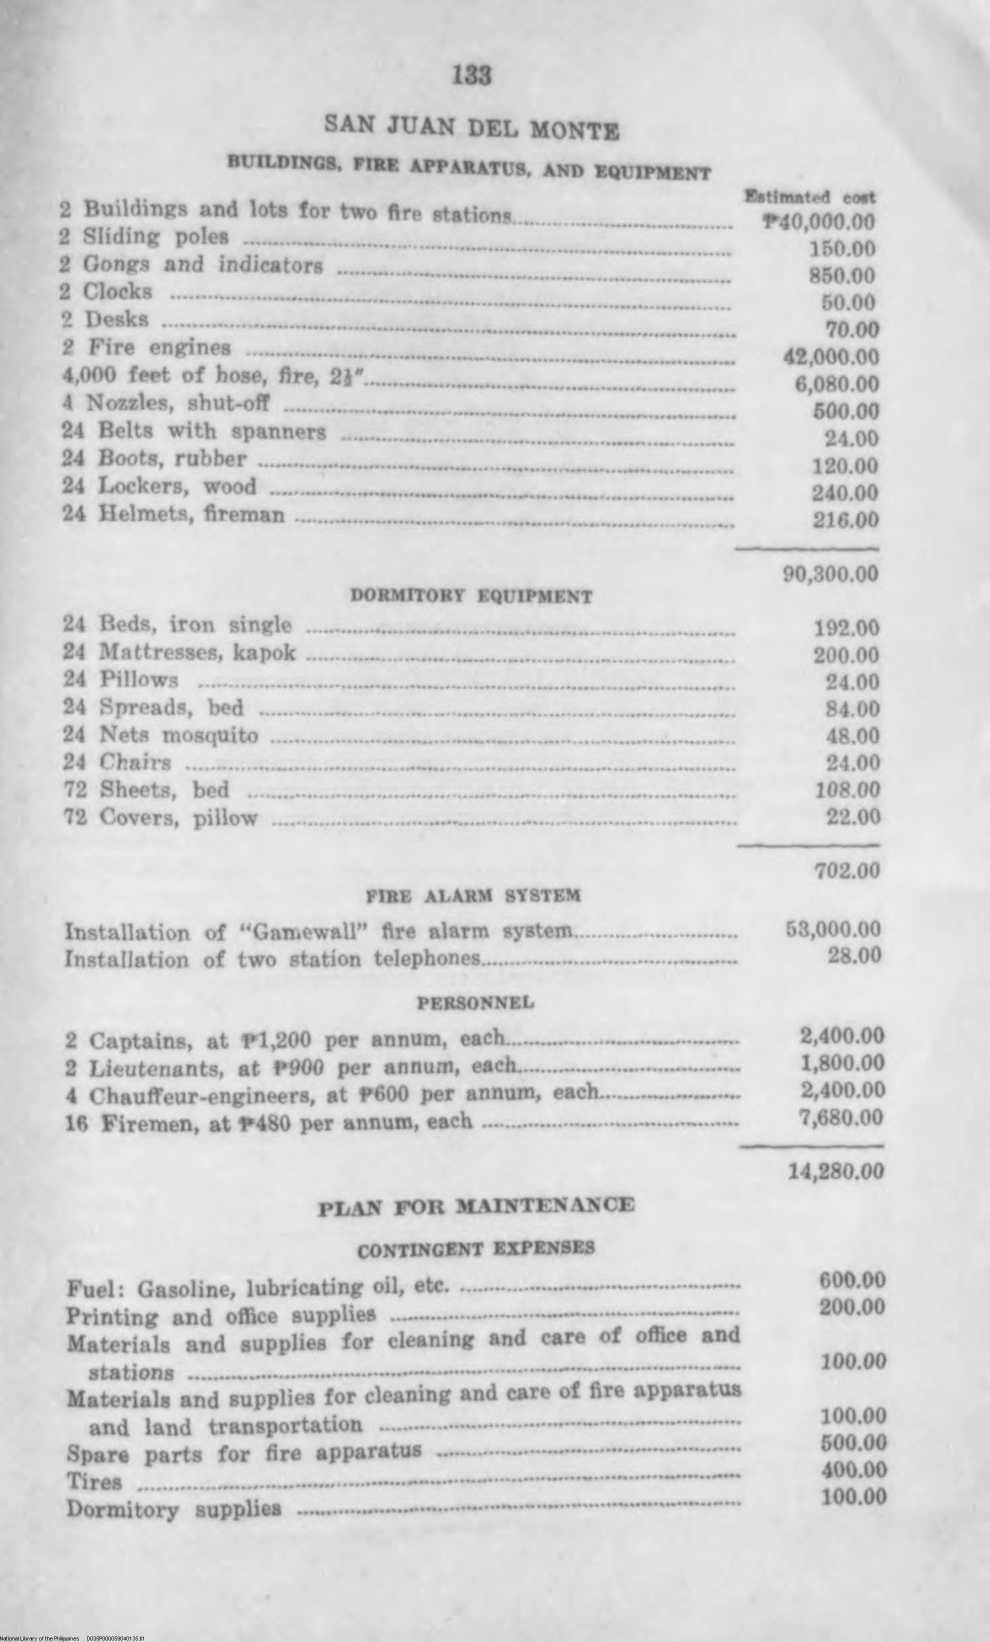 133
SAN JUAN DEL MONTE
BUILDINGS, FIRE APPARATUS, AND EQUIPMENT
Estimated cost
2 Buildings and lots for two fire stations ₱40,000.00
2 Sliding poles 150.00
2 Gongs and indicators 850.00
2 Clocks 50.00
2 Desks 70.00
2 Fire engines 42,000.00
4,000 feet of hose, fire, 2½″ 6,080.00
4 Nozzles, shut-off 500.00
24 Belts with spanners 24.00
24 Boots, rubber 120.00
24 Lockers, wood 240.00
24 Helmets, fireman 216.00
90,300.00
DORMITORY EQUIPMENT
24 Beds, iron single 192.00
24 Mattresses, kapok 200.00
24 Pillows 24.00
24 Spreads, bed 84.00
24 Nets mosquito 48.00
24 Chairs 24.00
72 Sheets, bed 108.00
72 Covers, pillow 22.00
702.00
FIRE ALARM SYSTEM
Installation of “Gamewall” fire alarm system 53,000.00
Installation of two station telephones 28.00
PERSONNEL
2 Captains, at ₱1,200 per annum, each 2,400.00
2 Lieutenants, at ₱900 per annum, each 1,800.00
4 Chauffeur-engineers, at ₱600 per annum, each 2,400.00
16 Firemen, at ₱480 per annum, each 7,680.00
14,280.00
PLAN FOR MAINTENANCE
CONTINGENT EXPENSES
Fuel: Gasoline, lubricating oil, etc. 600.00
Printing and office supplies 200.00
Materials and supplies for cleaning and care of office and
stations 100.00
Materials and supplies for cleaning and care of fire apparatus
and land transportation 100.00
Spare parts for fire apparatus 500.00
Tires 400.00
Dormitory supplies 100.00
National Library of the Philippines